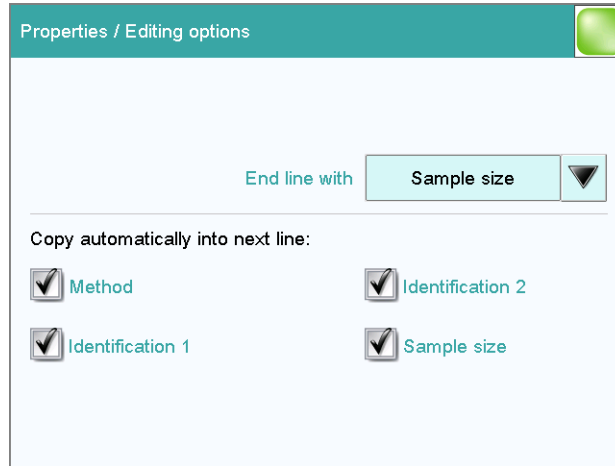 Properties / Editing options
End line with Sample size
Copy automatically into next line:
Method Identification 2
Identification 1 Sample size